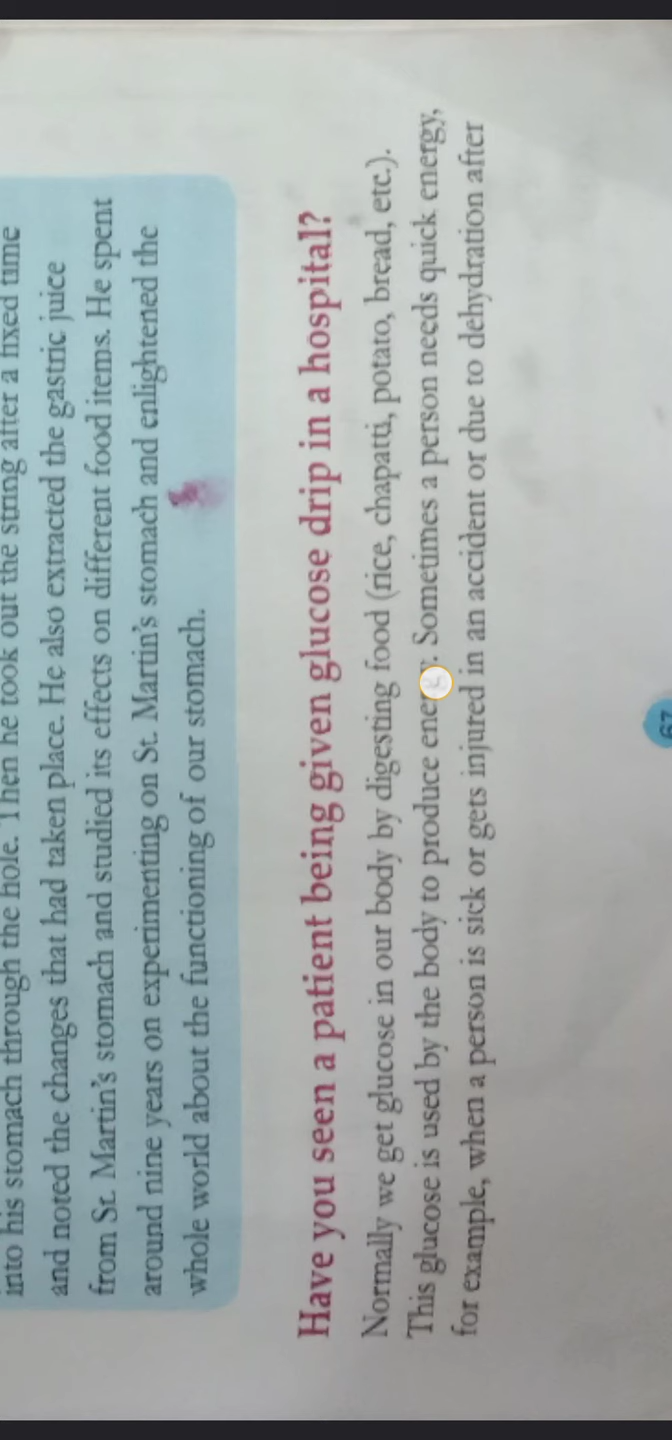 into his stomach through the hole. Then he took out the string after a fixed time
and noted the changes that had taken place. He also extracted the gastric juice
from St. Martin's stomach and studied its effects on different food items. He spent
around nine years on experimenting on St. Martin's stomach and enlightened the
whole world about the functioning of our stomach.
Have you seen a patient being given glucose drip in a hospital?
Normally we get glucose in our body by digesting food (rice, chapatti, potato, bread, etc.).
This glucose is used by the body to produce energy. Sometimes a person needs quick energy,
for example, when a person is sick or gets injured in an accident or due to dehydration after
67